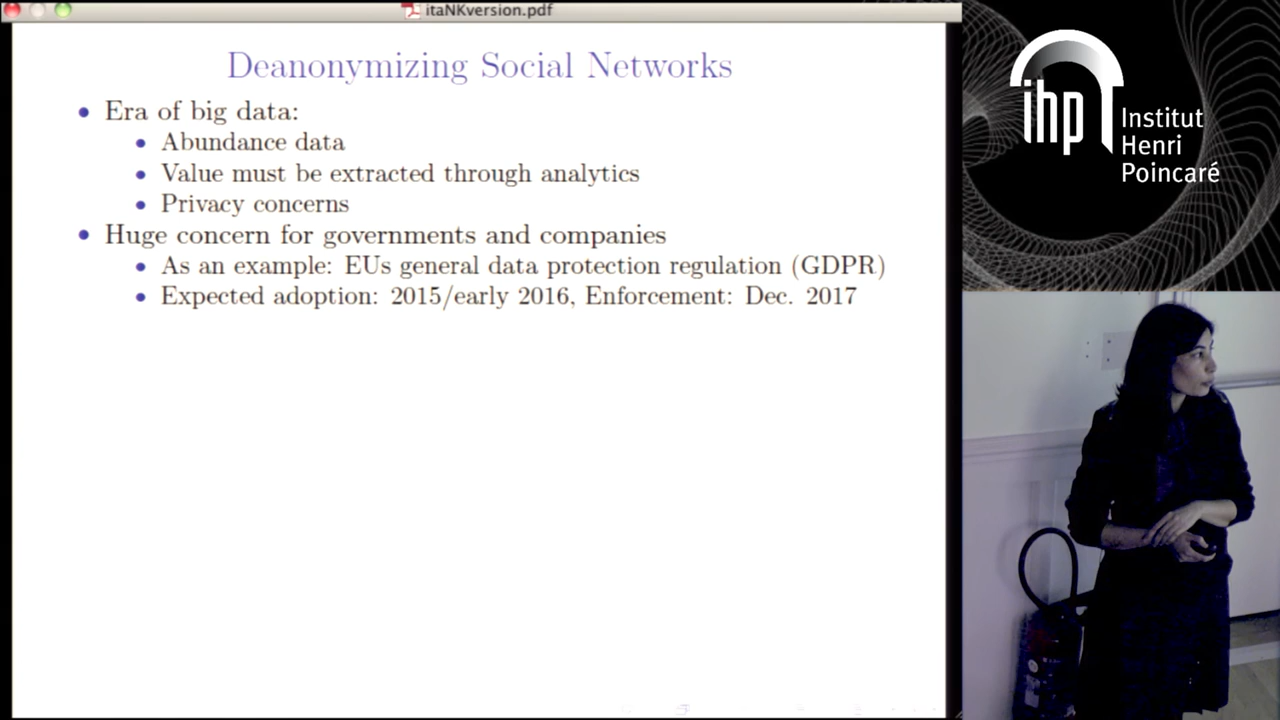 itaNKversion.pdf
Deanonymizing Social Networks
Era of big data:
Abundance data
Value must be extracted through analytics
Privacy concerns
Huge concern for governments and companies
As an example: EUs general data protection regulation (GDPR)
Expected adoption: 2015/early 2016, Enforcement: Dec. 2017
ihp
Institut
Henri
Poincaré